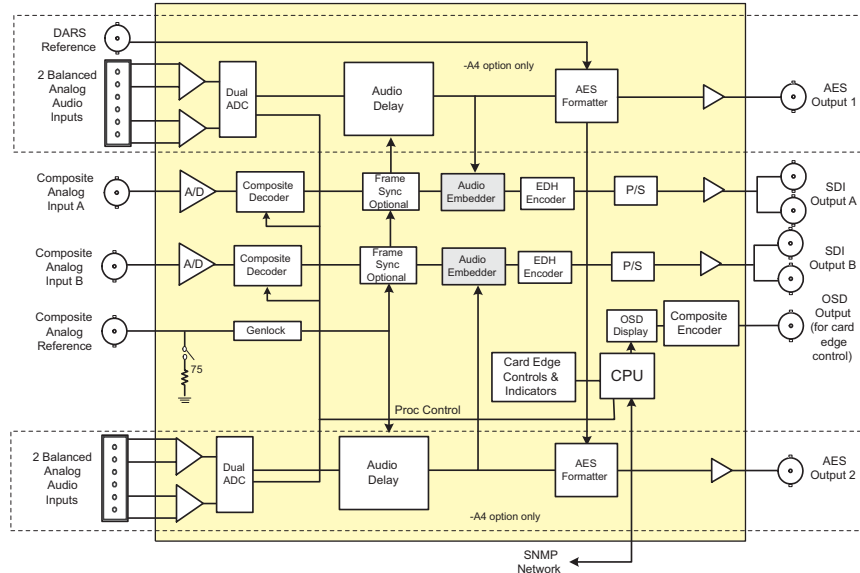 DARS
Reference
2 Balanced
Analog
Audio
Inputs
Dual
ADC
Audio
Delay
-A4 option only
AES
Formatter
AES
Output 1
Composite
Analog
Input A
A/D
Composite
Decoder
Frame
Sync
Optional
Audio
Embedder
EDH
Encoder
P/S
SDI
Output A
Composite
Analog
Input B
A/D
Composite
Decoder
Frame
Sync
Optional
Audio
Embedder
EDH
Encoder
P/S
SDI
Output B
Composite
Analog
Reference
Genlock
75
OSD
Display
Composite
Encoder
OSD
Output
(for card
edge
control)
Card Edge
Controls &
Indicators
CPU
Proc Control
2 Balanced
Analog
Audio
Inputs
Dual
ADC
Audio
Delay
AES
Formatter
AES
Output 2
-A4 option only
SNMP
Network